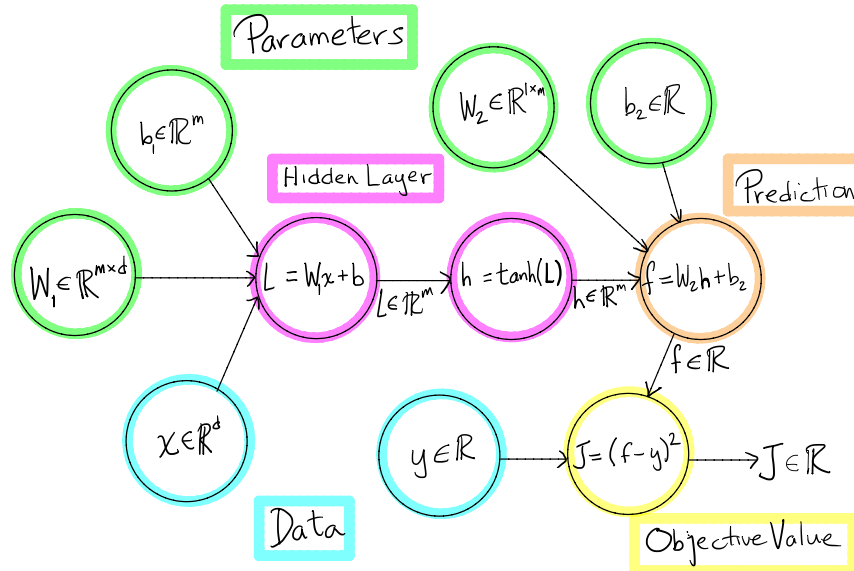 Parameters
b₁∈ℝᵐ
W₂∈ℝ¹ˣᵐ
b₂∈ℝ
Hidden Layer
Prediction
W₁∈ℝᵐˣᵈ
L = W₁x+b
L∈ℝᵐ
h = tanh(L)
h∈ℝᵐ
f=W₂h+b₂
f∈ℝ
x∈ℝᵈ
y∈ℝ
J=(f-y)²
J∈ℝ
Data
Objective Value